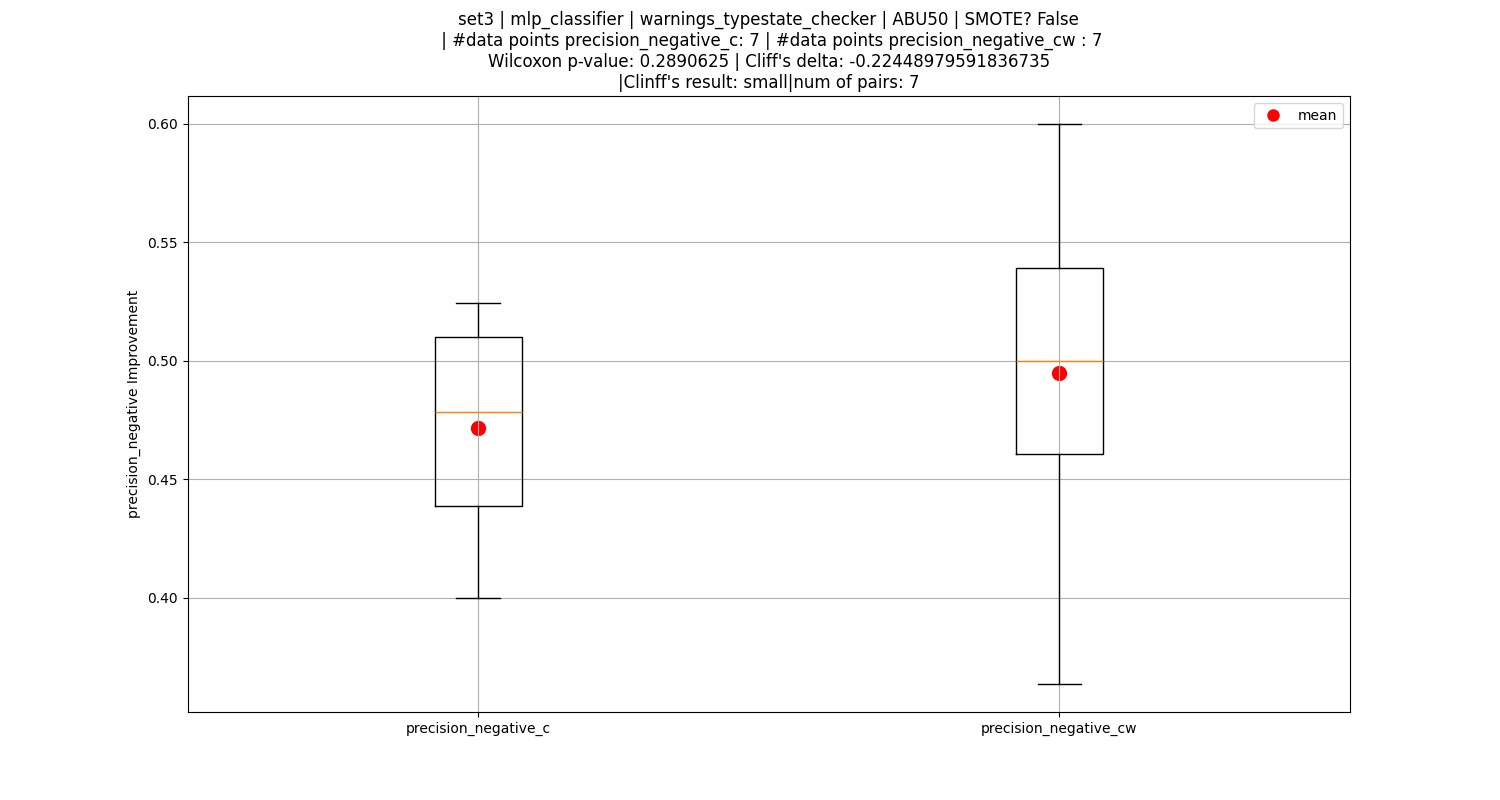 set3 | mlp_classifier | warnings_typestate_checker | ABU50 | SMOTE? False
| #data points precision_negative_c: 7 | #data points precision_negative_cw : 7
Wilcoxon p-value: 0.2890625 | Cliff's delta: -0.22448979591836735
|Clinff's result: small|num of pairs: 7
mean
0.60
0.55
0.50
0.45
0.40
precision_negative Improvement
precision_negative_c
precision_negative_cw